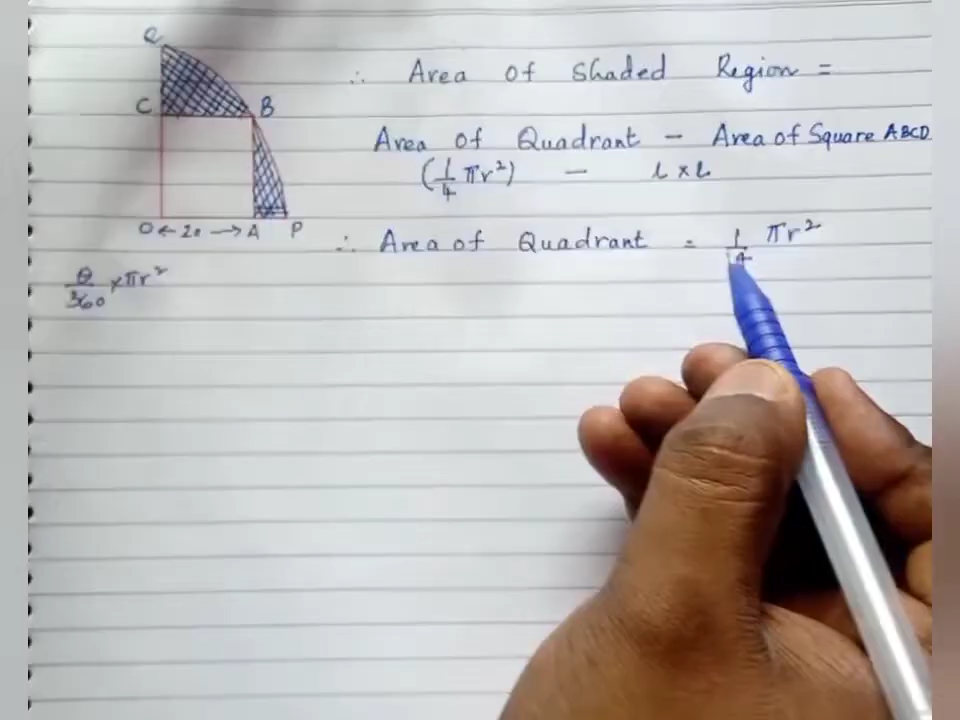 Q
∴ Area of Shaded Region =
C B
Area of Quadrant − Area of Square ABCD
(1/4 πr²) − l × l
O ← 20 → A P
∴ Area of Quadrant = 1/4 πr²
θ/360 × πr²